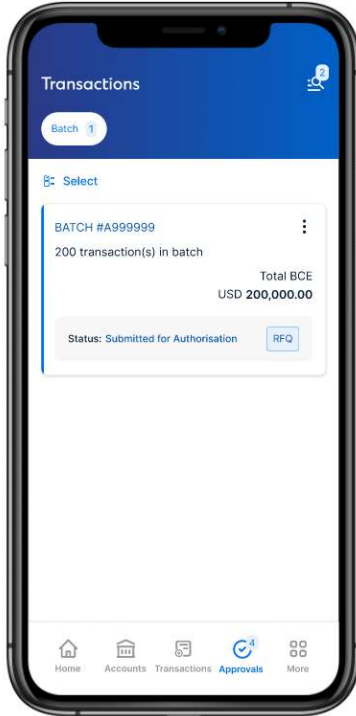 Transactions
2
Batch 1
Select
BATCH #A999999
200 transaction(s) in batch
Total BCE
USD 200,000.00
Status: Submitted for Authorisation
RFQ
4
Home Accounts Transactions Approvals More